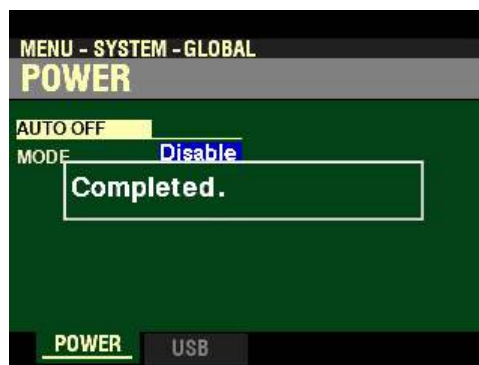 MENU - SYSTEM - GLOBAL
POWER
AUTO OFF
MODE Disable
Completed.
POWER USB